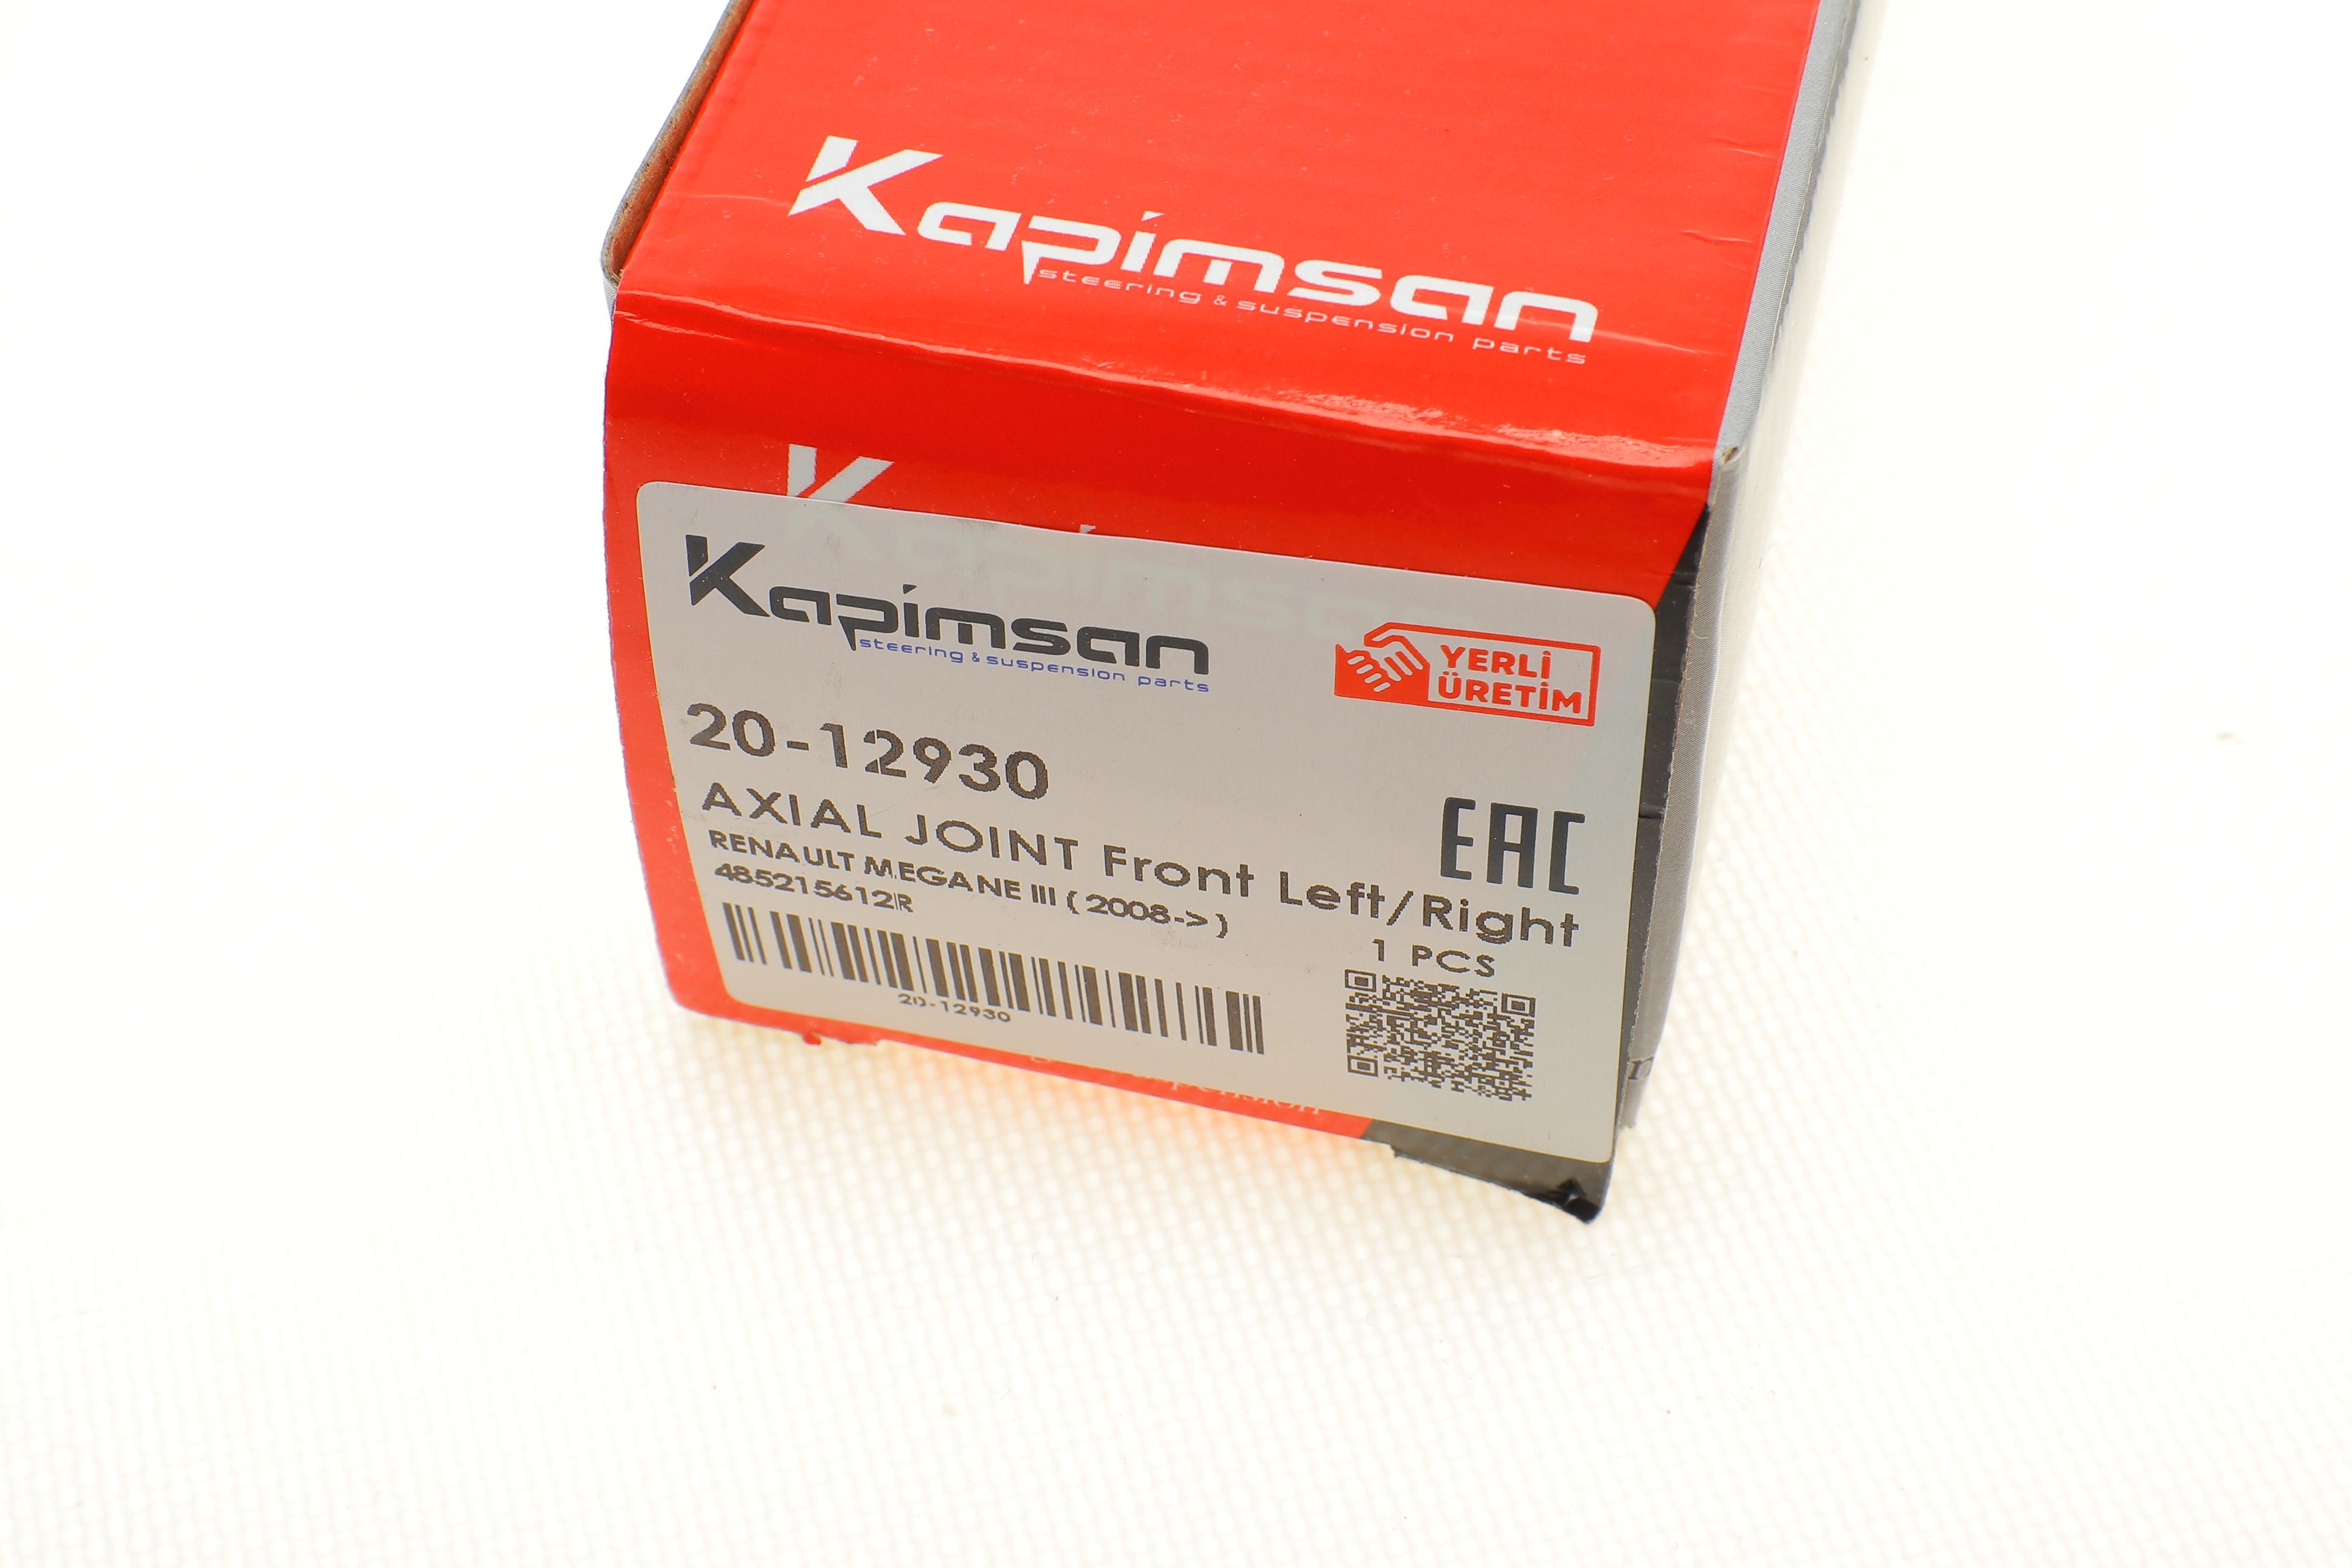 Kapimsan
steering & suspension parts
Kapimsan
steering & suspension parts
YERLİ
ÜRETİM
20-12930
EAC
AXIAL JOINT Front Left/Right
RENAULT MEGANE III ( 2008-> )
485215612R
1 PCS
20-12930